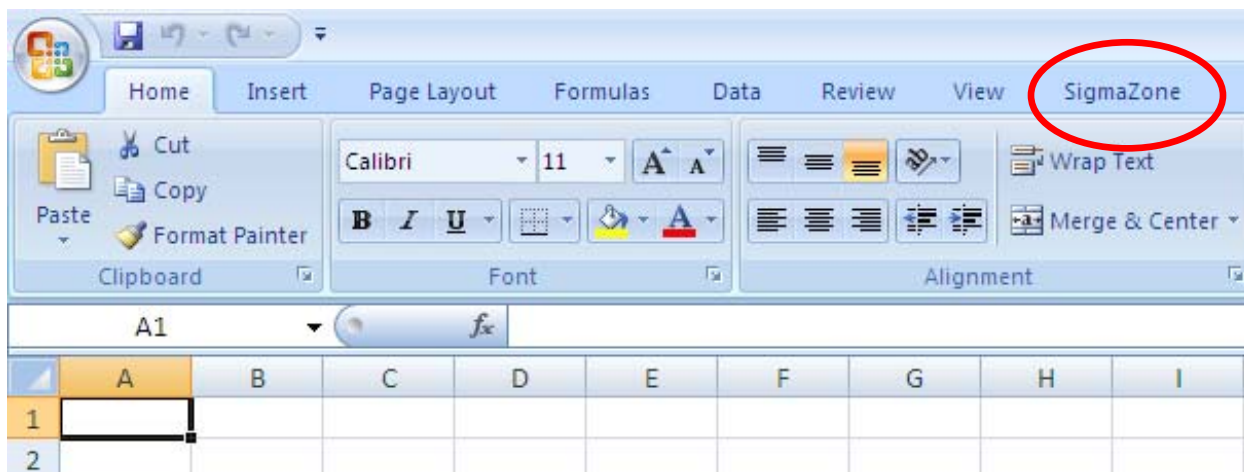 Home Insert Page Layout Formulas Data Review View SigmaZone
Paste
Cut
Copy
Format Painter
Clipboard
Calibri 11 A A
B I U A
Font
Wrap Text
a Merge & Center
Alignment
A1 fx
A B C D E F G H I
1
2